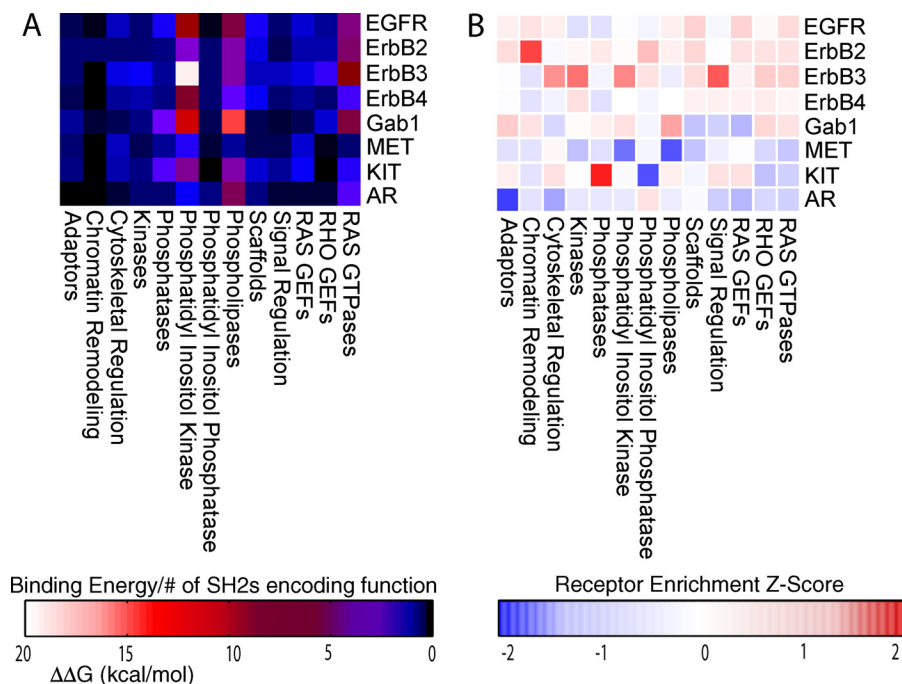 A
EGFR
ErbB2
ErbB3
ErbB4
Gab1
MET
KIT
AR
Adaptors
Chromatin Remodeling
Cytoskeletal Regulation
Kinases
Phosphatases
Phosphatidyl Inositol Kinase
Phosphatidyl Inositol Phosphatase
Phospholipases
Scaffolds
Signal Regulation
RAS GEFs
RHO GEFs
RAS GTPases
Binding Energy/# of SH2s encoding function
20 15 10 5 0
ΔΔG (kcal/mol)
B
EGFR
ErbB2
ErbB3
ErbB4
Gab1
MET
KIT
AR
Adaptors
Chromatin Remodeling
Cytoskeletal Regulation
Kinases
Phosphatases
Phosphatidyl Inositol Kinase
Phosphatidyl Inositol Phosphatase
Pholipases
Scaffolds
Signal Regulation
RAS GEFs
RHO GEFs
RAS GTPases
Receptor Enrichment Z-Score
-2 -1 0 1 2